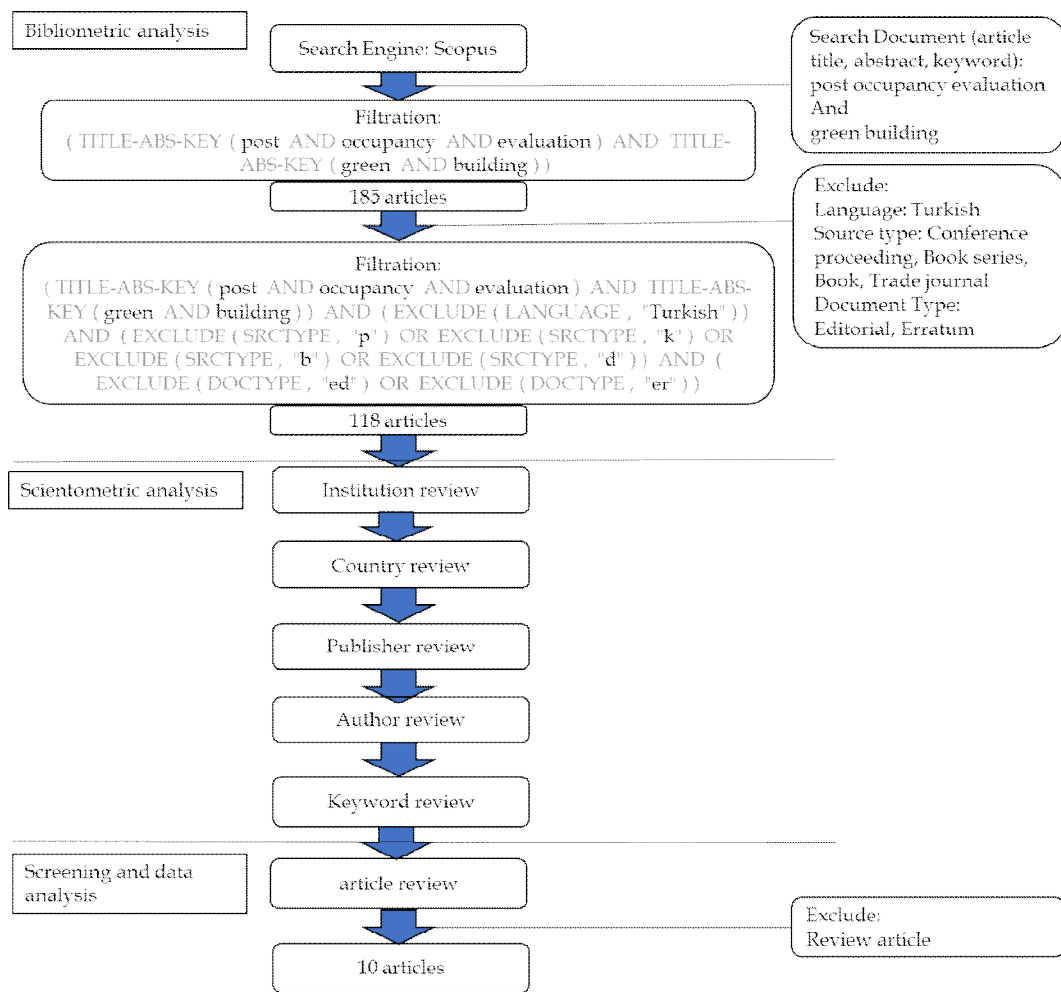 Bibliometric analysis
Search Engine: Scopus
Search Document (article
title, abstract, keyword):
post occupancy evaluation
And
green building
Filtration:
( TITLE-ABS-KEY ( post AND occupancy AND evaluation) AND TITLE-
ABS-KEY ( green AND building ) )
185 articles
Exclude:
Language: Turkish
Source type: Conference
proceeding, Book series,
Book, Trade journal
Document Type:
Editorial, Erratum
Filtration:
( TITLE-ABS-KEY ( post AND occupancy AND evaluation) AND TITLE-ABS-
KEY ( green AND building ) ) AND ( EXCLUDE ( LANGUAGE , "Turkish" ) )
AND ( EXCLUDE ( SRCTYPE , "p" ) OR EXCLUDE ( SRCTYPE , "k" ) OR
EXCLUDE ( SRCTYPE , "b" ) OR EXCLUDE ( SRCTYPE , "d" ) ) AND (
EXCLUDE ( DOCTYPE , "ed" ) OR EXCLUDE ( DOCTYPE , "er" ) )
118 articles
Scientometric analysis
Institution review
Country review
Publisher review
Author review
Keyword review
Screening and data
analysis
article review
Exclude:
Review article
10 articles